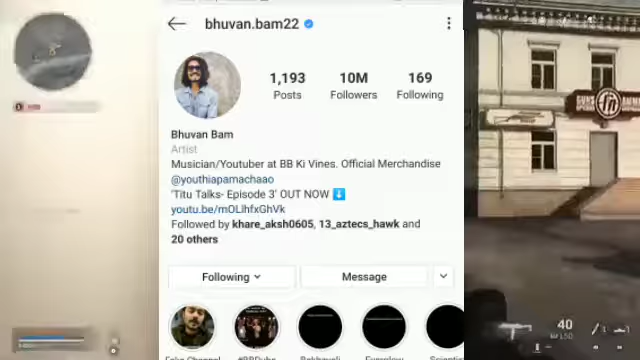 bhuvan.bam22
1,193 10M 169
Posts Followers Following
Bhuvan Bam
Artist
Musician/Youtuber at BB Ki Vines. Official Merchandise
@youthiapamachaao
'Titu Talks- Episode 3' OUT NOW ⬇️
youtu.be/mOLlhfxGhVk
Followed by khare_aksh0605, 13_aztecs_hawk and
20 others
Following Message
GUNS
40